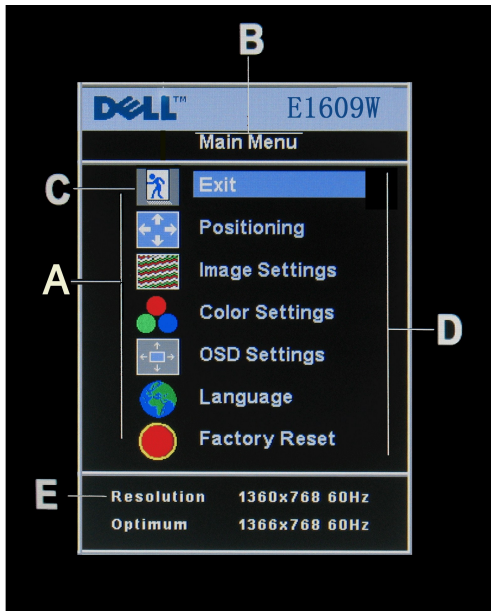 B
DELL™ E1609W
Main Menu
C
Exit
Positioning
Image Settings
A
Color Settings
D
OSD Settings
Language
Factory Reset
E
Resolution 1360x768 60Hz
Optimum 1366x768 60Hz